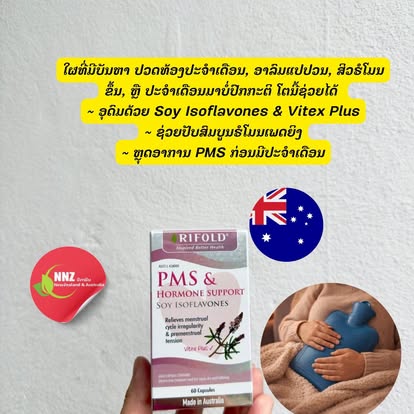 ໃຜທີ່ມີບັນຫາ ປວດທ້ອງປະຈຳເດືອນ, ອາລົມແປປວນ, ສິວຮໍໂມນ
ຂຶ້ນ, ຫຼື ປະຈຳເດືອນມາບໍ່ປົກກະຕິ ໂຕນີ້ຊ່ວຍໄດ້
~ ອຸດົມດ້ວຍ Soy Isoflavones & Vitex Plus
~ ຊ່ວຍປັບສົມບູນຮໍໂມນເພດຍິງ
~ ຫຼຸດອາການ PMS ກ່ອນມີປະຈຳເດືອນ
NNZ
NewZealand & Australia
RIFOLD®
Inspired Better Health
PMS &
HORMONE SUPPORT
SOY ISOFLAVONES
Relieves menstrual
cycle irregularity &
premenstrual
tension
Vitex Plus
60 Capsules
Made in Australia